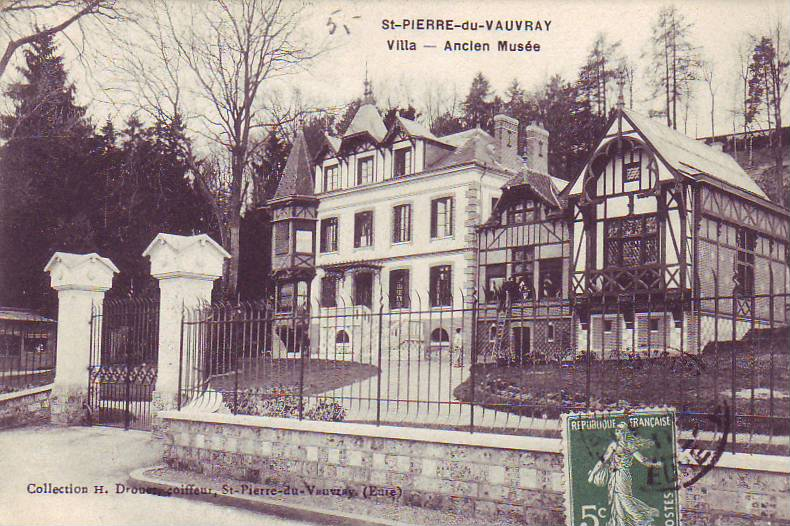 5-
St-PIERRE-du-VAUVRAY
Villa — Ancien Musée
REPUBLIQUE FRANÇAISE
POSTES
5c
Collection H. Drouet, coiffeur, St-Pierre-du-Vauvray (Eure)